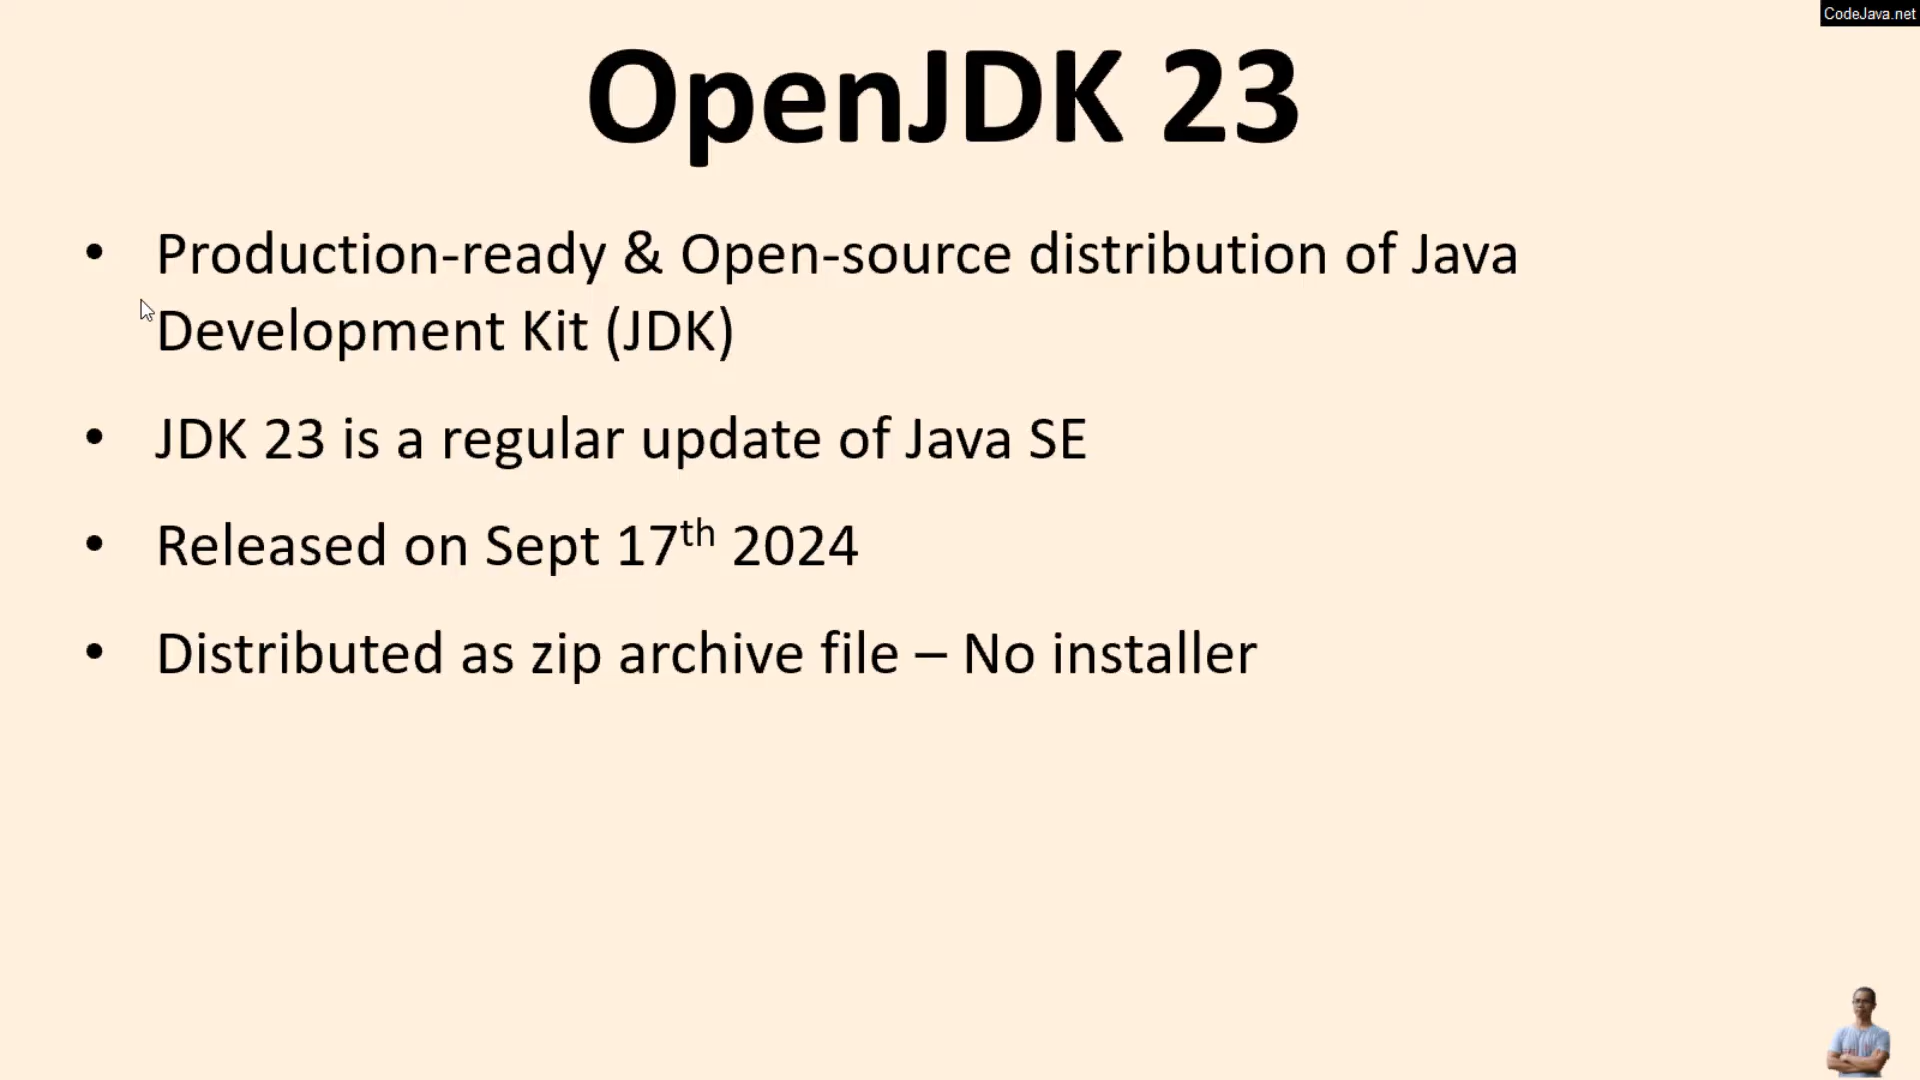 CodeJava.net
OpenJDK 23
• Production-ready & Open-source distribution of Java
Development Kit (JDK)
• JDK 23 is a regular update of Java SE
• Released on Sept 17th 2024
• Distributed as zip archive file – No installer